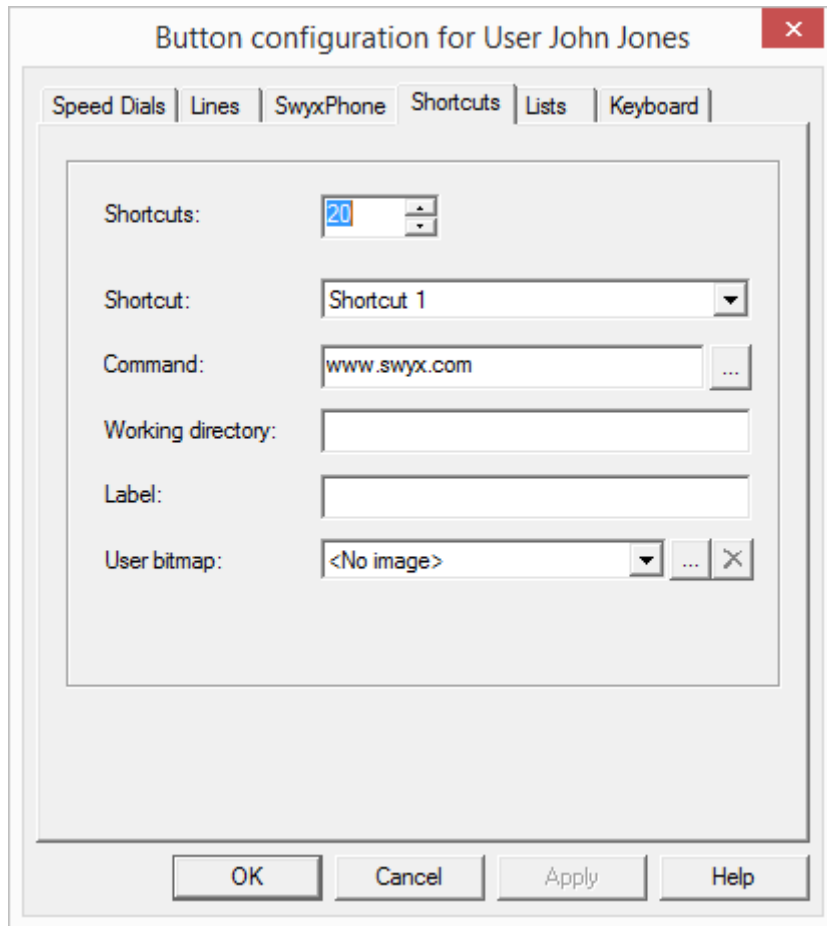 Button configuration for User John Jones
Speed Dials Lines SwyxPhone Shortcuts Lists Keyboard
Shortcuts: 20
Shortcut: Shortcut 1
Command: www.swyx.com ...
Working directory:
Label:
User bitmap: <No image> ...
OK Cancel Apply Help